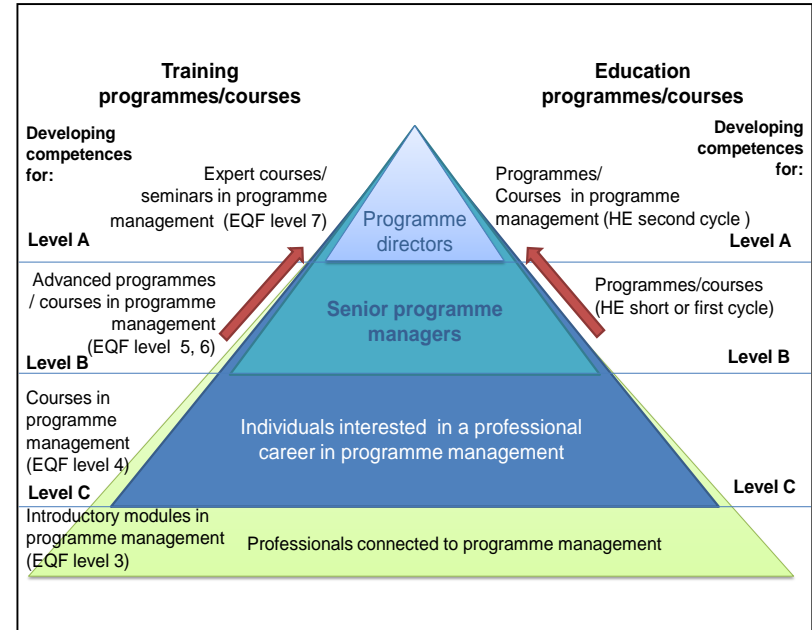 Training
programmes/courses
Education
programmes/courses
Developing
competences
for:
Expert courses/
seminars in programme
management (EQF level 7)
Level A
Programme
directors
Developing
competences
for:
Programmes/
Courses in programme
management (HE second cycle )
Level A
Advanced programmes
/ courses in programme
management
(EQF level 5, 6)
Level B
Senior programme
managers
Programmes/courses
(HE short or first cycle)
Level B
Courses in
programme
management
(EQF level 4)
Level C
Individuals interested in a professional
career in programme management
Level C
Introductory modules in
programme management
(EQF level 3)
Professionals connected to programme management